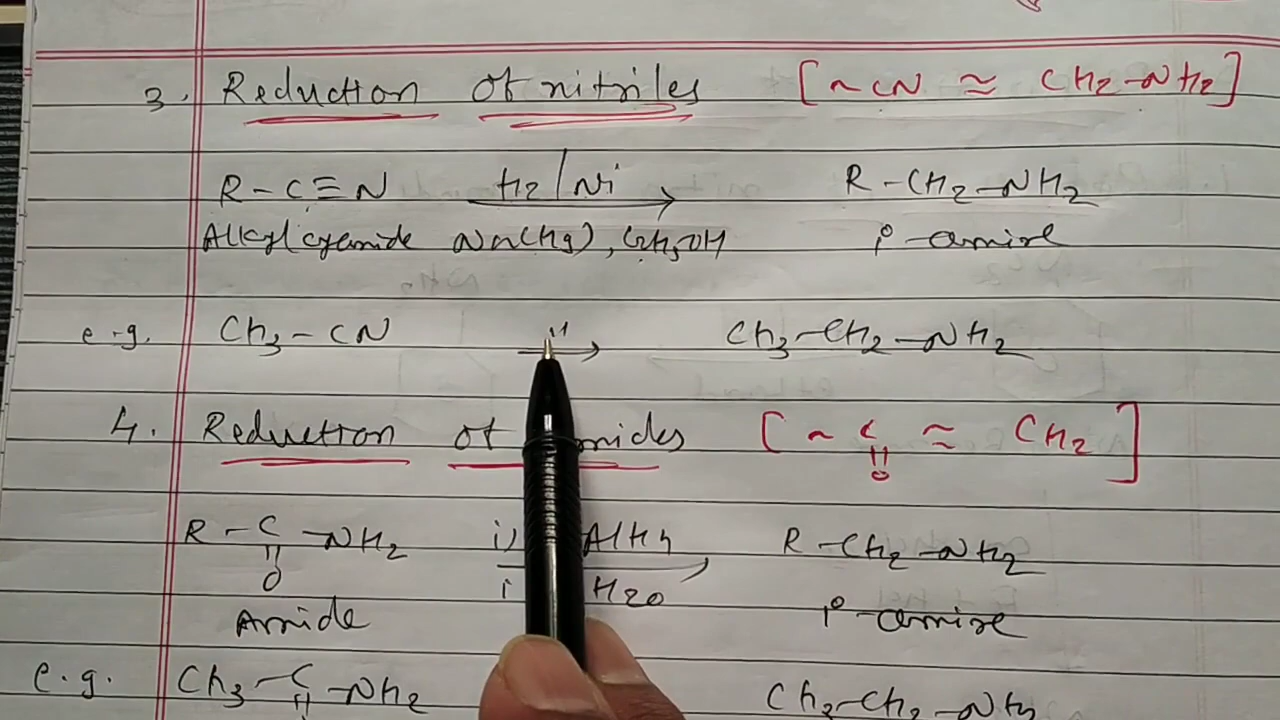 3. Reduction of nitriles [~CN ≈ CH2-NH2]
R-C≡N H2/Ni → R-CH2-NH2
Alkyl cyanide Na(Hg), C2H5OH 1°-amine
e.g. CH3-CN " → CH3-CH2-NH2
4. Reduction of [~ C=O ≈ CH2]
R-C-NH2 i) AlH4 → R-CH2-NH2
O H2O
Amide 1°-amine
e.g. CH3-C-NH2 CH3-CH2-NH2